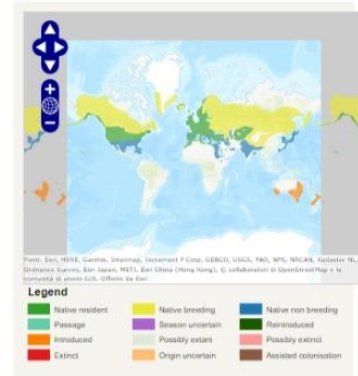 Fonti: Esri, HERE, Garmin, Intermap, increment P Corp., GEBCO, USGS, FAO, NPS, NRCAN, Kadaster NL,
Ordnance Survey, Esri Japan, METI, Esri China (Hong Kong), © collaboratori di OpenStreetMap e la
comunità di utenti GIS. Offerto da Esri
Legend
Native resident Native breeding Native non breeding
Passage Season uncertain Reintroduced
Introduced Possibly extant Possibly extinct
Extinct Origin uncertain Assisted colonisation